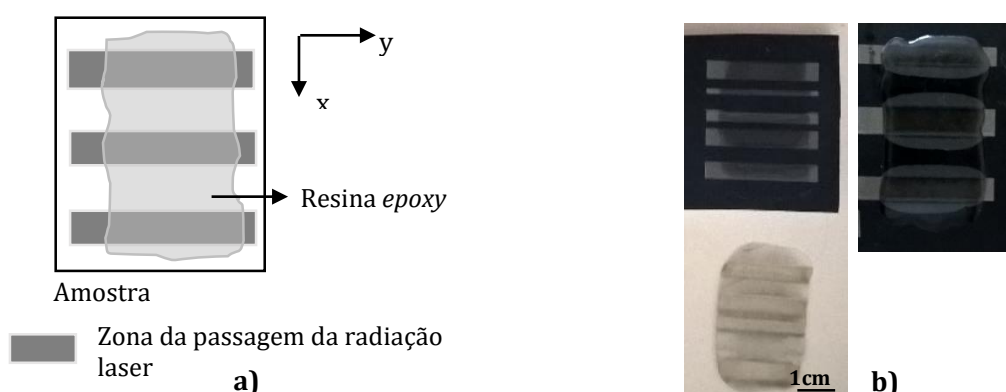 y
x
Resina epoxy
Amostra
Zona da passagem da radiação
laser
a)
1cm
b)